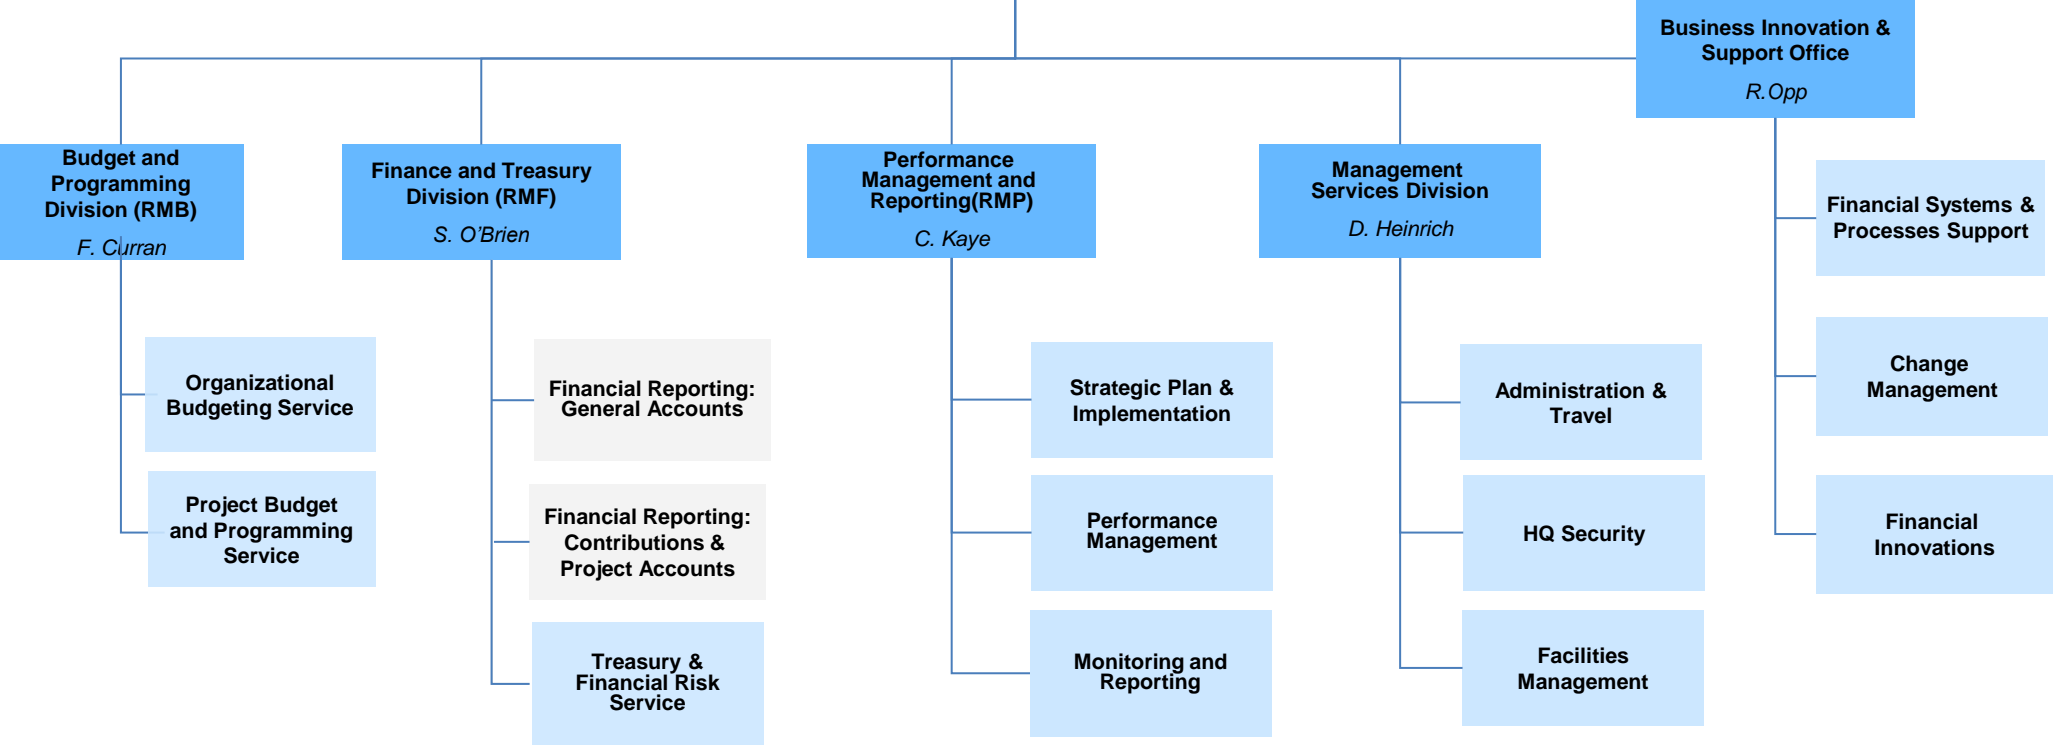 Business Innovation &
Support Office
R.Opp
Budget and
Programming
Division (RMB)
F. Curran
Finance and Treasury
Division (RMF)
S. O’Brien
Performance
Management and
Reporting(RMP)
C. Kaye
Management
Services Division
D. Heinrich
Organizational
Budgeting Service
Project Budget
and Programming
Service
Financial Reporting:
General Accounts
Financial Reporting:
Contributions &
Project Accounts
Treasury &
Financial Risk
Service
Strategic Plan &
Implementation
Performance
Management
Monitoring and
Reporting
Administration &
Travel
HQ Security
Facilities
Management
Financial Systems &
Processes Support
Change
Management
Financial
Innovations